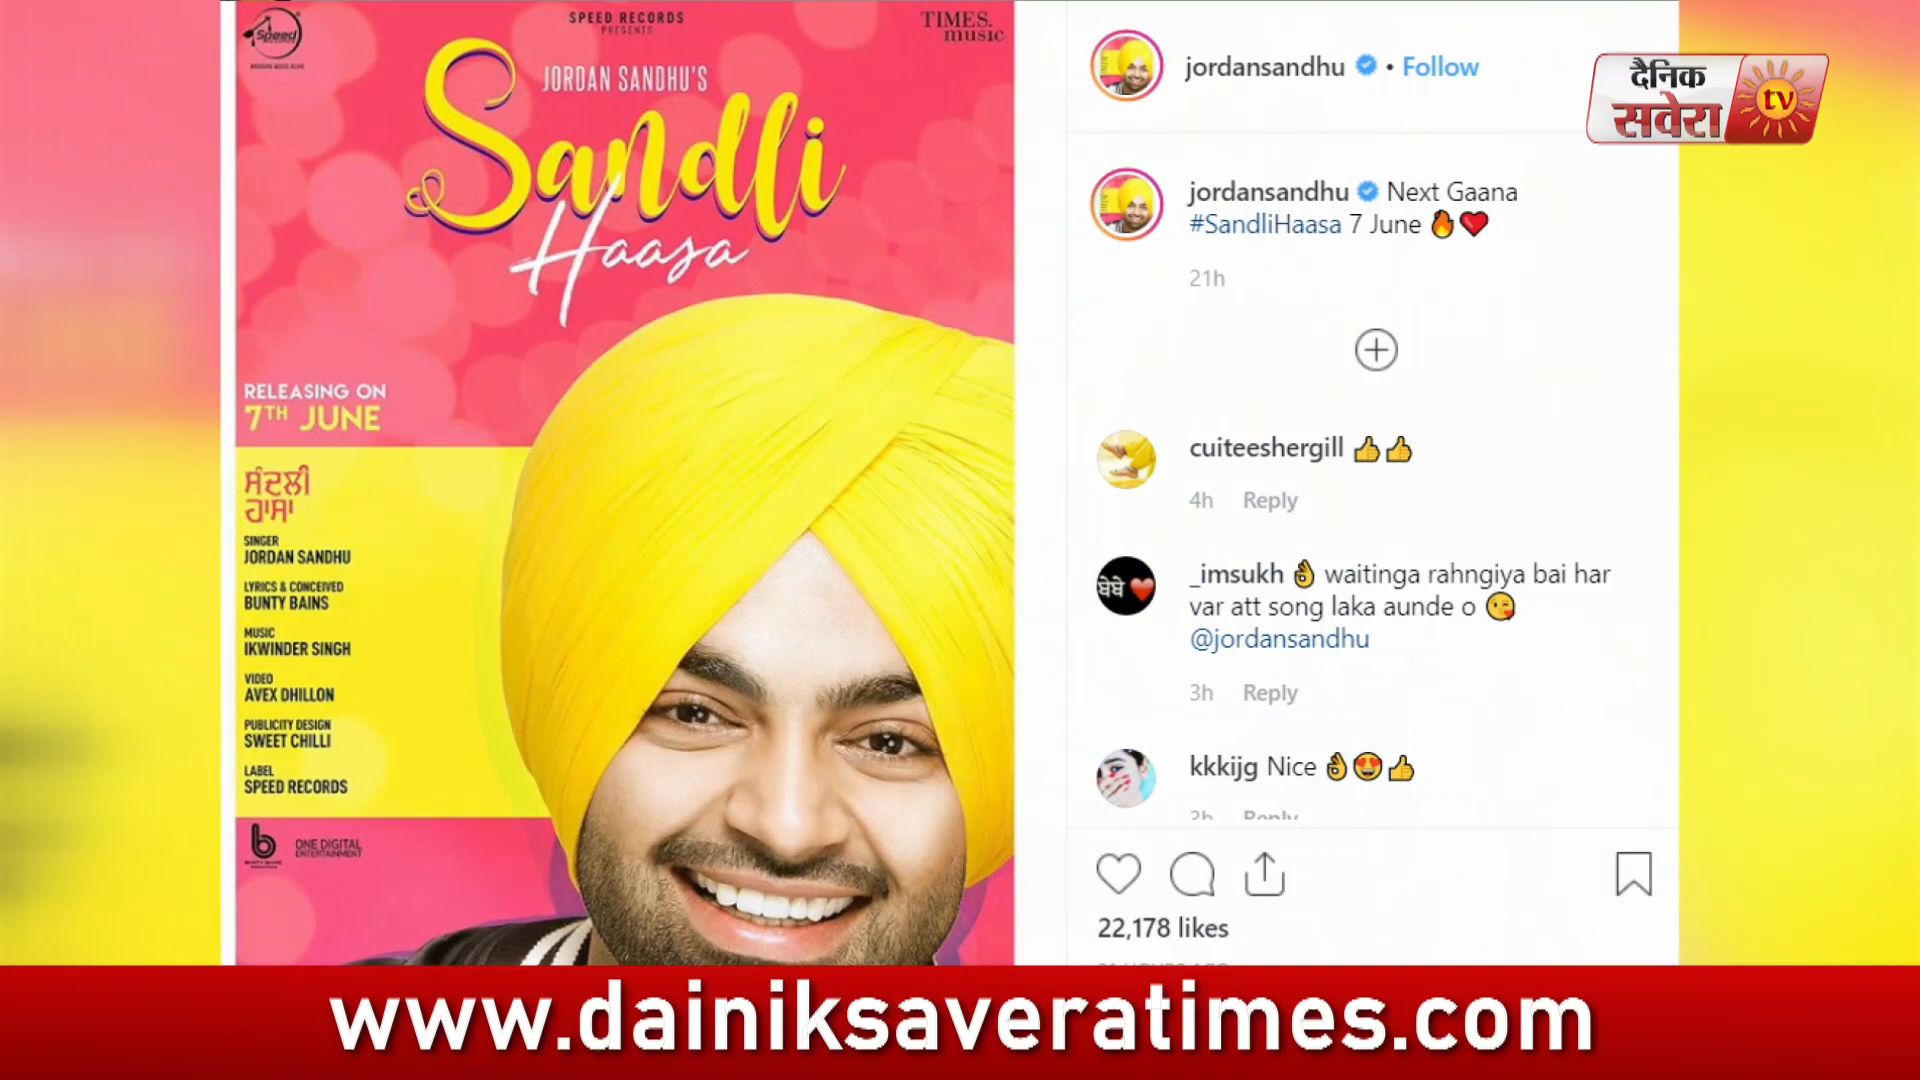 Speed
SPEED RECORDS
PRESENTS
TIMES
music
JORDAN SANDHU'S
Sandli
Haasa
RELEASING ON
7TH JUNE
ਸੰਦਲੀ
ਹਾਸਾ
SINGER
JORDAN SANDHU
LYRICS & CONCEIVED
BUNTY BAINS
MUSIC
IKWINDER SINGH
VIDEO
AVEX DHILLON
PUBLICITY DESIGN
SWEET CHILLI
LABEL
SPEED RECORDS
ONE DIGITAL
ENTERTAINMENT
jordansandhu • Follow
दैनिक
सवेरा tv
jordansandhu Next Gaana
#SandliHaasa 7 June 🔥❤️
21h
cuiteeshergill 👍👍
4h Reply
बेबे ❤️
_imsukh 👌 waitinga rahngiya bai har
var att song laka aunde o 😘
@jordansandhu
3h Reply
kkkijg Nice 👌😍👍
Reply
22,178 likes
www.dainiksaveratimes.com